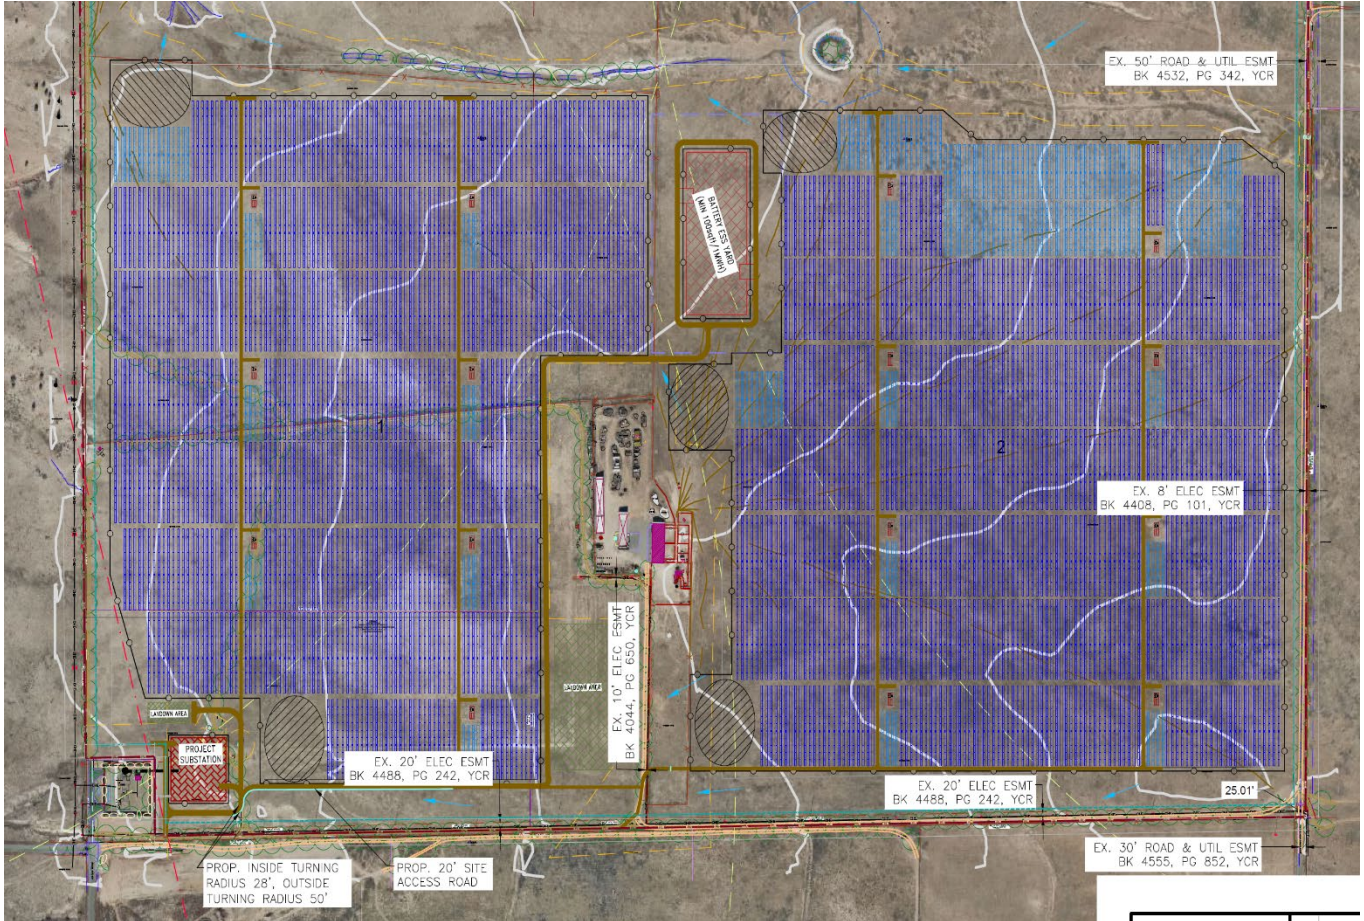 EX. 50' ROAD & UTIL ESMT
BK 4532, PG 342, YCR
BATTERY ESS YARD
(MIN 100sqft/1MWH)
1
2
EX. 8' ELEC ESMT
BK 4408, PG 101, YCR
EX. 10' ELEC ESMT
BK 4044, PG 650, YCR
LAYDOWN AREA
LAYDOWN AREA
PROJECT
SUBSTATION
EX. 20' ELEC ESMT
BK 4488, PG 242, YCR
EX. 20' ELEC ESMT
BK 4488, PG 242, YCR
25.01'
EX. 30' ROAD & UTIL ESMT
BK 4555, PG 852, YCR
PROP. INSIDE TURNING
RADIUS 28', OUTSIDE
TURNING RADIUS 50'
PROP. 20' SITE
ACCESS ROAD